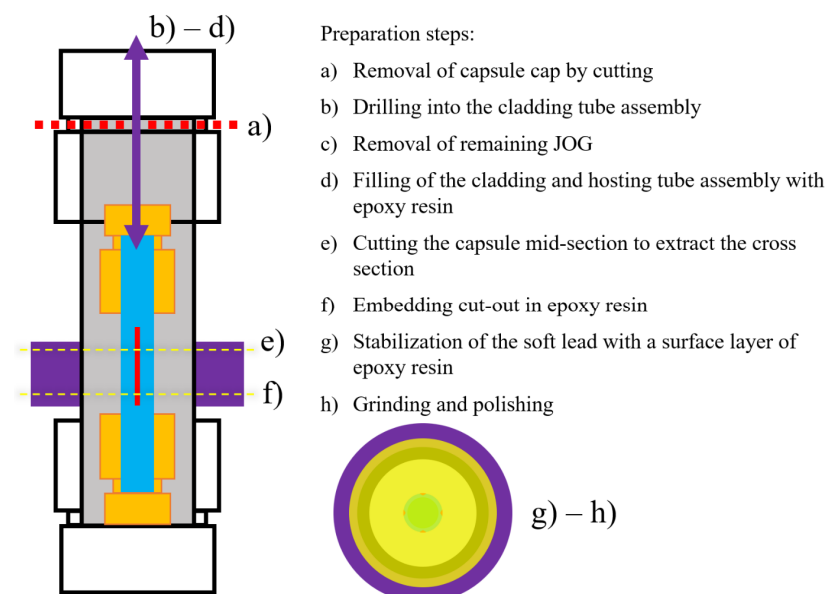 b) – d)
a)
e)
f)
Preparation steps:
a) Removal of capsule cap by cutting
b) Drilling into the cladding tube assembly
c) Removal of remaining JOG
d) Filling of the cladding and hosting tube assembly with
epoxy resin
e) Cutting the capsule mid-section to extract the cross
section
f) Embedding cut-out in epoxy resin
g) Stabilization of the soft lead with a surface layer of
epoxy resin
h) Grinding and polishing
g) – h)